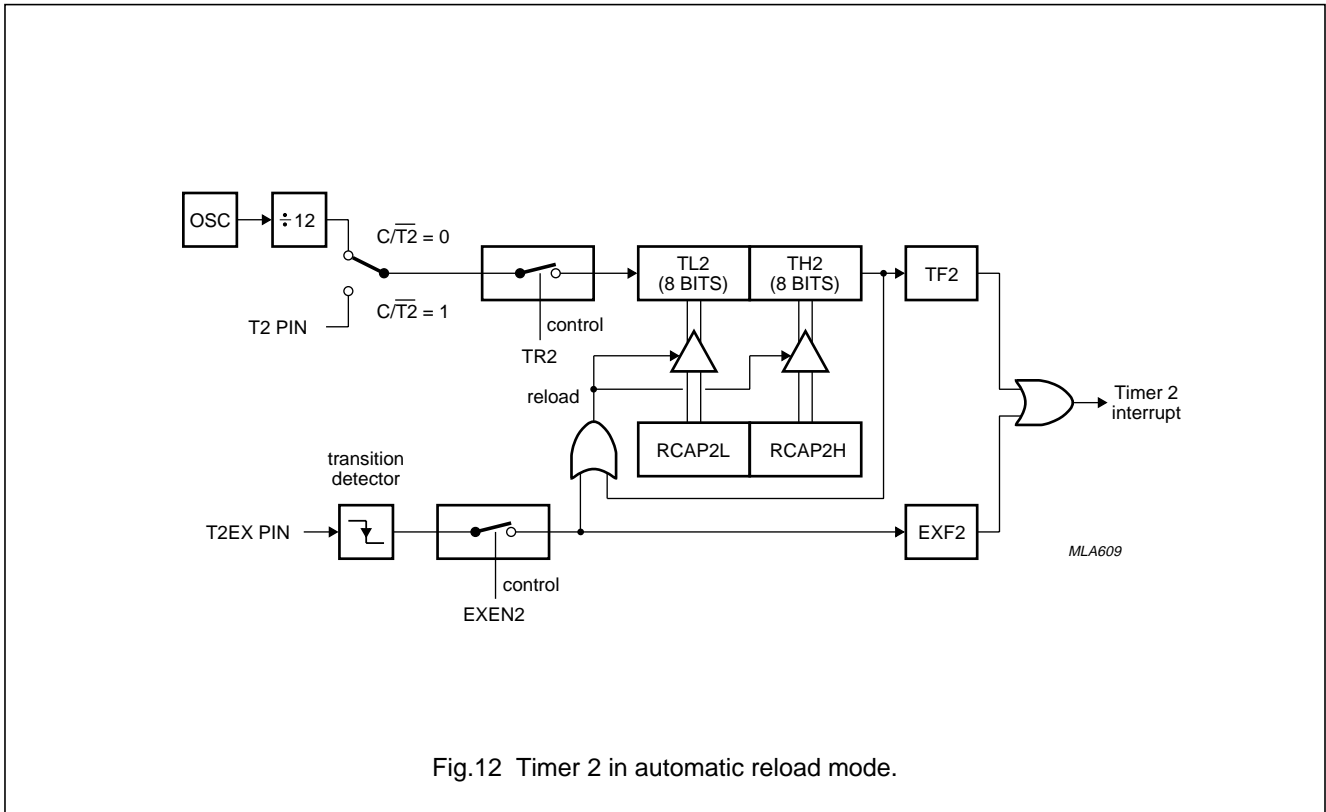 OSC
÷12
C/T2 = 0
C/T2 = 1
T2 PIN
control
TR2
TL2
(8 BITS)
TH2
(8 BITS)
TF2
reload
RCAP2L
RCAP2H
Timer 2
interrupt
transition
detector
T2EX PIN
control
EXEN2
EXF2
MLA609
Fig.12 Timer 2 in automatic reload mode.